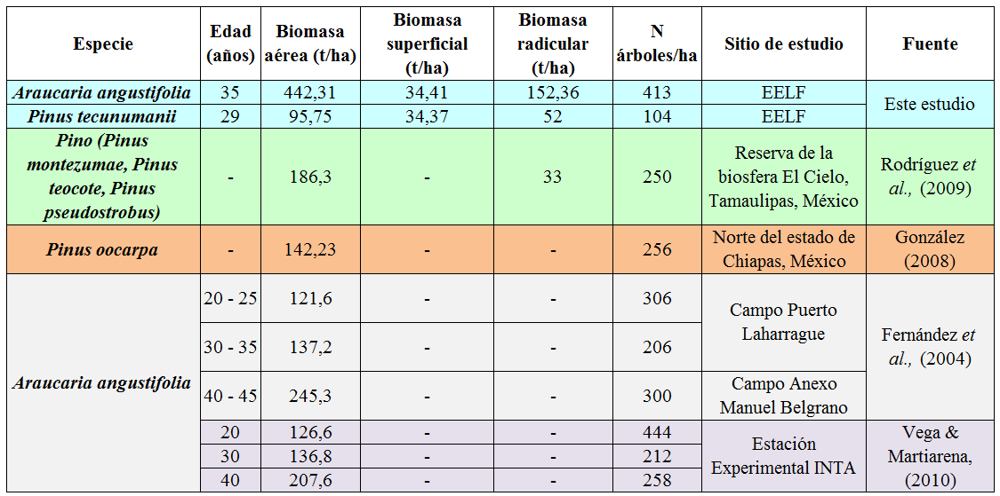 Especie
Edad
(años)
Biomasa
aérea (t/ha)
Biomasa
superficial
(t/ha)
Biomasa
radicular
(t/ha)
N
árboles/ha
Sitio de estudio
Fuente
Araucaria angustifolia
35
442,31
34,41
152,36
413
EELF
Este estudio
Pinus tecunumanii
29
95,75
34,37
52
104
EELF
Pino (Pinus
montezumae, Pinus
teocote, Pinus
pseudostrobus)
-
186,3
-
33
250
Reserva de la
biosfera El Cielo,
Tamaulipas, México
Rodríguez et
al., (2009)
Pinus oocarpa
-
142,23
-
-
256
Norte del estado de
Chiapas, México
González
(2008)
Araucaria angustifolia
20 - 25
121,6
-
-
306
Campo Puerto
Laharrague
Fernández et
al., (2004)
30 - 35
137,2
-
-
206
40 - 45
245,3
-
-
300
Campo Anexo
Manuel Belgrano
20
126,6
-
-
444
Estación
Experimental INTA
Vega &
Martiarena,
(2010)
30
136,8
-
-
212
40
207,6
-
-
258